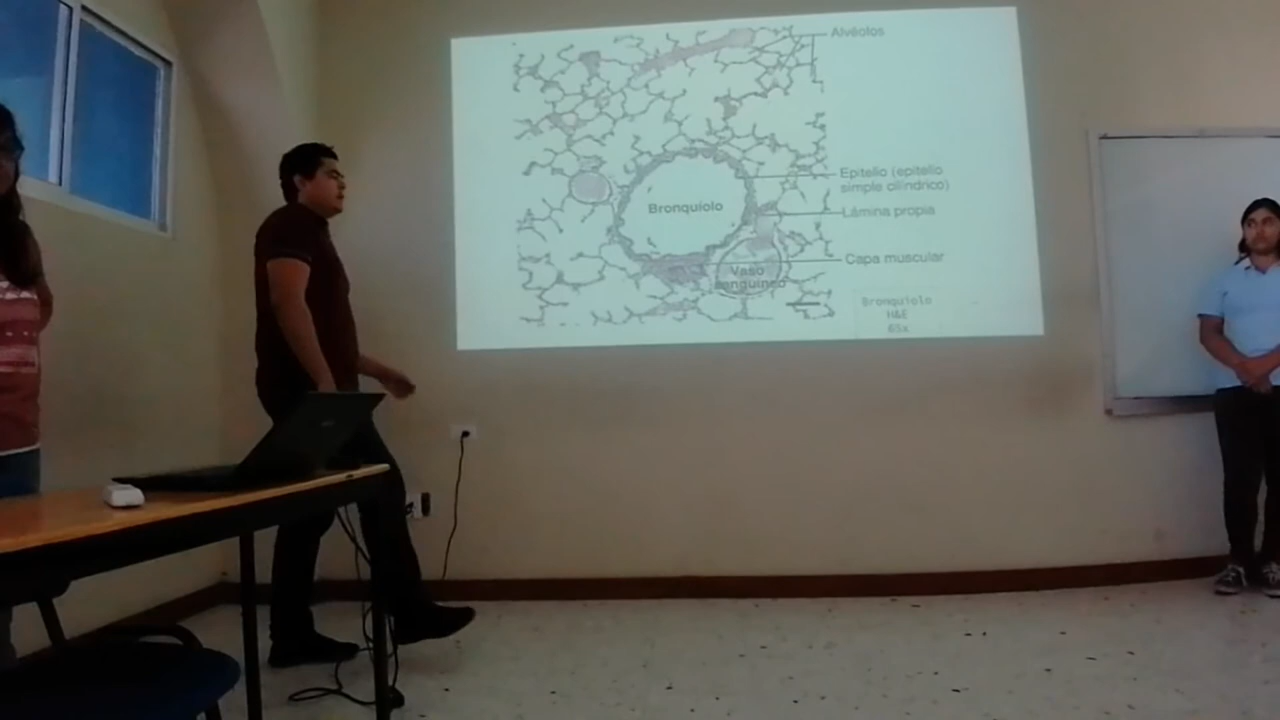 Alvéolos
Epitelio (epitelio
simple cilíndrico)
Lámina propia
Bronquiolo
Capa muscular
Vaso
sanguíneo
Bronquiolo
H&E
65x